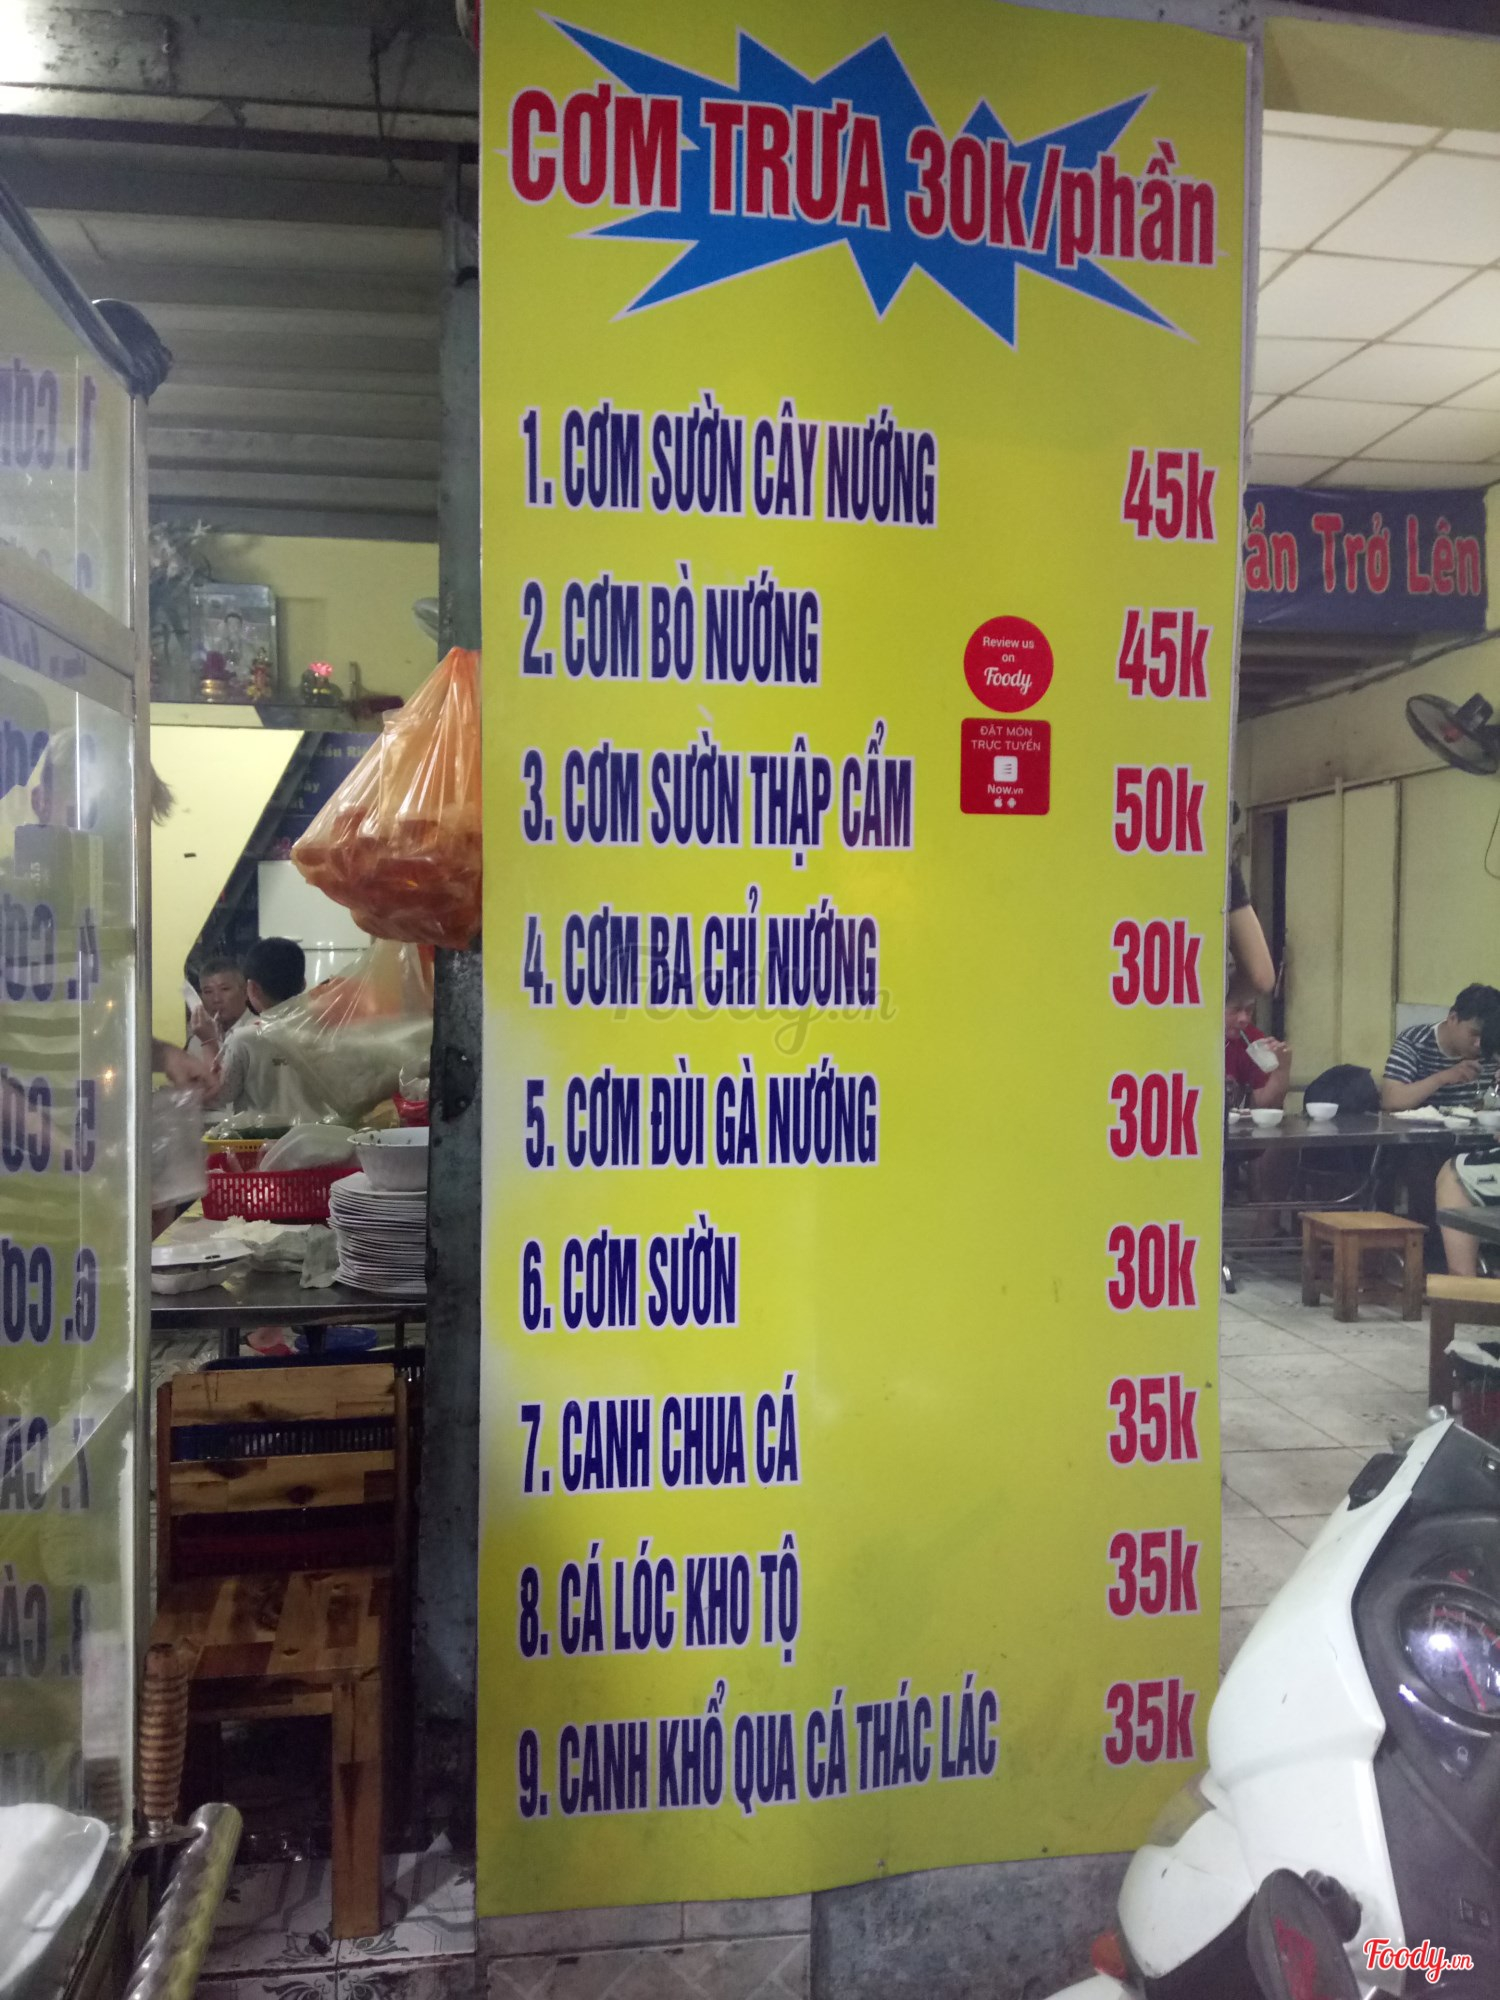 CƠM TRƯA 30k/phần
1. CƠM SƯỜN CÂY NƯỚNG 45k
2. CƠM BÒ NƯỚNG 45k
3. CƠM SƯỜN THẬP CẨM 50k
4. CƠM BA CHỈ NƯỚNG 30k
5. CƠM ĐÙI GÀ NƯỚNG 30k
6. CƠM SƯỜN 30k
7. CANH CHUA CÁ 35k
8. CÁ LÓC KHO TỘ 35k
9. CANH KHỔ QUA CÁ THÁC LÁC 35k
Review us
on
Foody
ĐẶT MÓN
TRỰC TUYẾN
Now.vn
Trở Lên
Foody.vn
Foody.vn